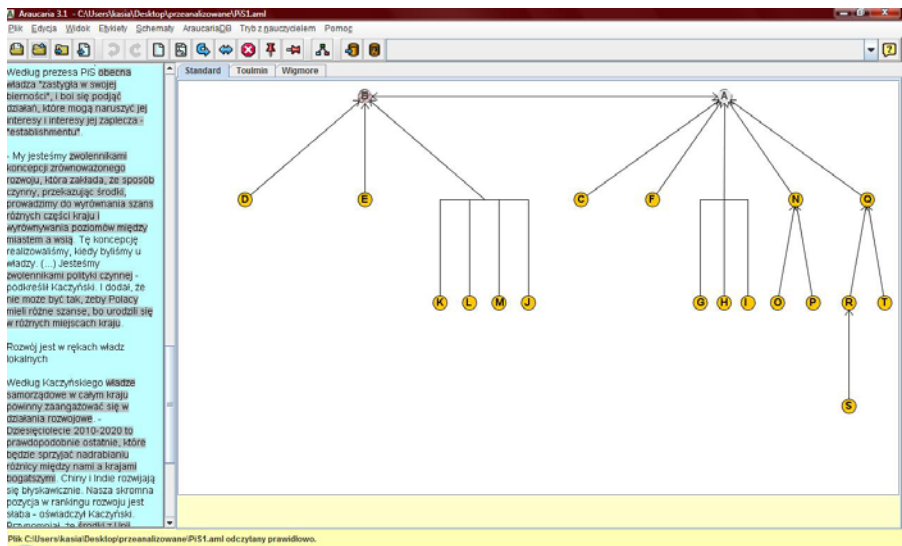 Araucaria 3.1 - C:\Users\kasia\Desktop\przeanalizowane\PiS1.aml
Plik Edycja Widok Etykiety Schematy AraucariaDB Tryb z nauczycielem Pomoc
Według prezesa PiS obecna
władza "zastygła w swojej
bierności", i boi się podjąć
działań, które mogą naruszyć jej
interesy i interesy jej zaplecza -
"establishmentu".
- My jesteśmy zwolennikami
koncepcji zrównoważonego
rozwoju, która zakłada, że sposób
czynny, przekazując środki,
prowadzimy do wyrównania szans
różnych części kraju i
wyrównywania poziomów między
miastem a wsią. Tę koncepcję
realizowaliśmy, kiedy byliśmy u
władzy. (...) Jesteśmy
zwolennikami polityki czynnej -
podkreślił Kaczyński. I dodał, że
nie może być tak, żeby Polacy
mieli różne szanse, bo urodzili się
w różnych miejscach kraju.
Rozwój jest w rękach władz
lokalnych
Według Kaczyńskiego władze
samorządowe w całym kraju
powinny zaangażować się w
działania rozwojowe. -
Dziesięciolecie 2010-2020 to
prawdopodobnie ostatnie, które
będzie sprzyjać nadrabianiu
różnicy między nami a krajami
bogatszymi. Chiny i Indie rozwijają
się błyskawicznie. Nasza skromna
pozycja w rankingu rozwoju jest
słaba - oświadczył Kaczyński.
Przypomniał, że środki z Unii
Standard Toulmin Wigmore
B A
D E C F N Q
K L M J G H I O P R T
S
Plik C:\Users\kasia\Desktop\przeanalizowane\PiS1.aml odczytany prawidłowo.